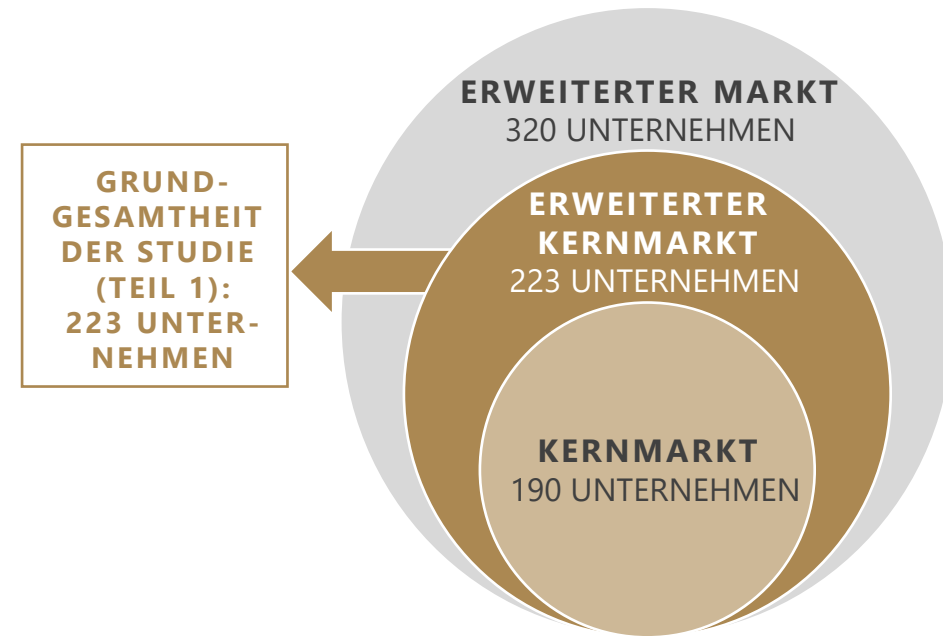 ERWEITERTER MARKT
320 UNTERNEHMEN
GRUND-
GESAMTHEIT
DER STUDIE
(TEIL 1):
223 UNTER-
NEHMEN
ERWEITERTER
KERNMARKT
223 UNTERNEHMEN
KERNMARKT
190 UNTERNEHMEN